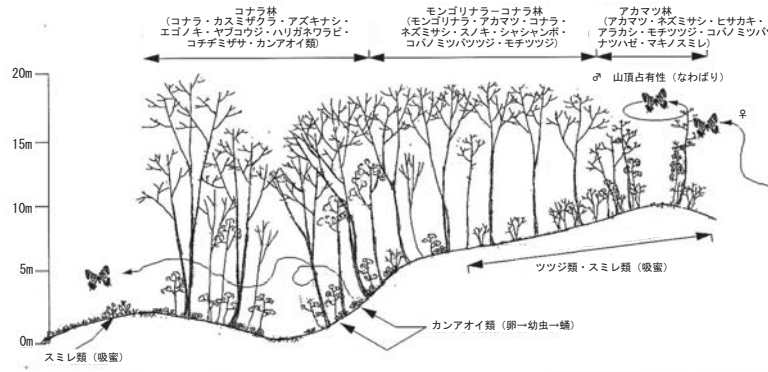 コナラ林
(コナラ・カスミザクラ・アズキナシ・
エゴノキ・ヤブコウジ・ハリガネワラビ・
コチヂミザサ・カンアオイ類)
モンゴリナラーコナラ林
(モンゴリナラ・アカマツ・コナラ・
ネズミサシ・スノキ・シャシャンボ・
コバノミツバツツジ・モチツツジ)
アカマツ林
(アカマツ・ネズミサシ・ヒサカキ・
アラカシ・モチツツジ・コバノミツバツ
ナツハゼ・マキノスミレ)
♂ 山頂占有性(なわばり)
♀
20m
15m
10m
5m
0m
ツツジ類・スミレ類(吸蜜)
カンアオイ類(卵→幼虫→蛹)
スミレ類(吸蜜)